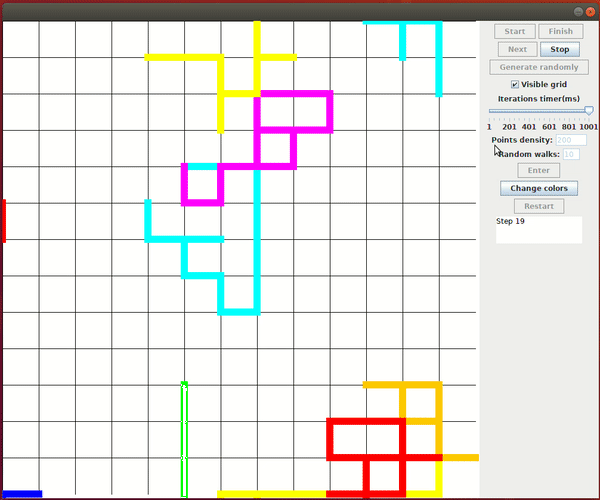 Start Finish
Next Stop
Generate randomly
Visible grid
Iterations timer(ms)
1 201 401 601 801 1001
Points density: 200
Random walks: 10
Enter
Change colors
Restart
Step 19